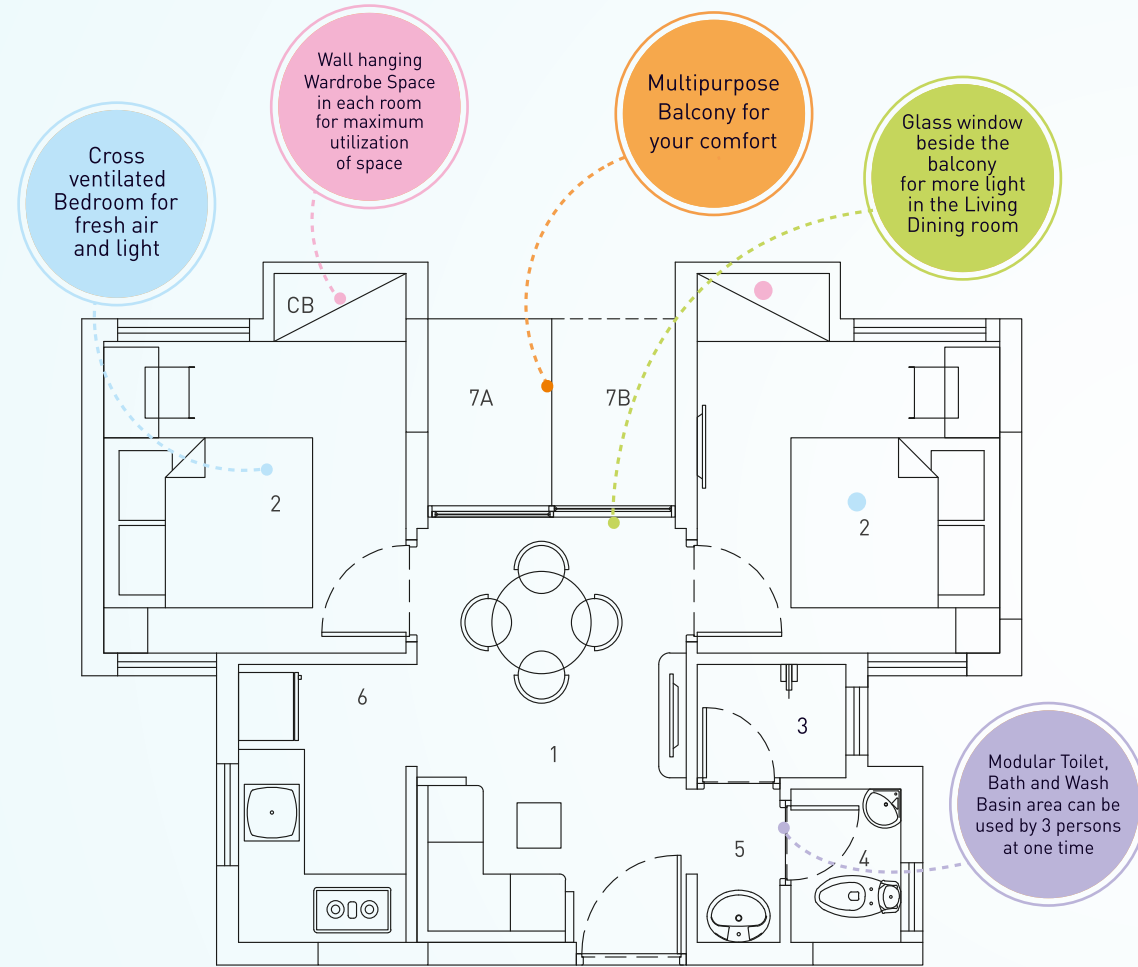 Cross
ventilated
Bedroom for
fresh air
and light
Wall hanging
Wardrobe Space
in each room
for maximum
utilization
of space
Multipurpose
Balcony for
your comfort
Glass window
beside the
balcony
for more light
in the Living
Dining room
CB
7A
7B
2
2
6
1
3
5
4
Modular Toilet,
Bath and Wash
Basin area can be
used by 3 persons
at one time